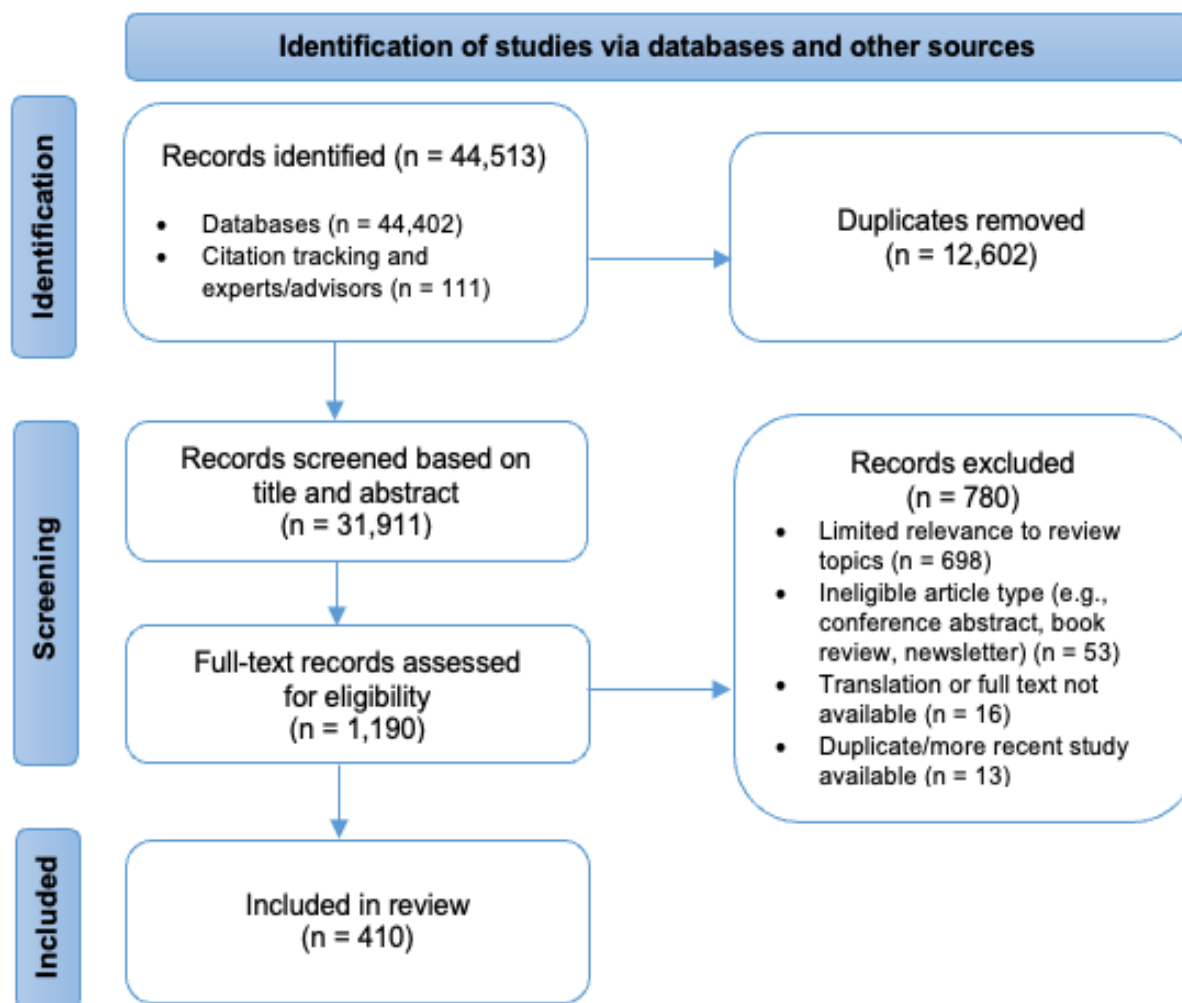 Identification of studies via databases and other sources
Identification
Records identified (n = 44,513)
• Databases (n = 44,402)
• Citation tracking and
experts/advisors (n = 111)
Duplicates removed
(n = 12,602)
Screening
Records screened based on
title and abstract
(n = 31,911)
Full-text records assessed
for eligibility
(n = 1,190)
Records excluded
(n = 780)
• Limited relevance to review
topics (n = 698)
• Ineligible article type (e.g.,
conference abstract, book
review, newsletter) (n = 53)
• Translation or full text not
available (n = 16)
• Duplicate/more recent study
available (n = 13)
Included
Included in review
(n = 410)